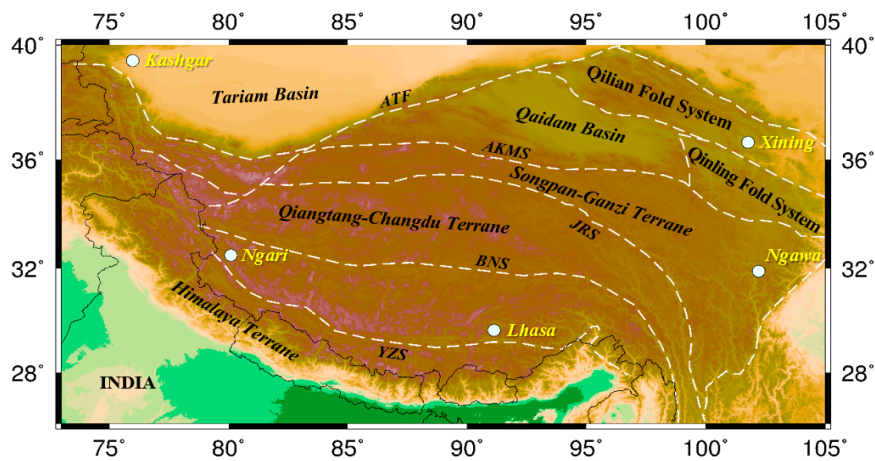 75° 80° 85° 90° 95° 100° 105°
40° 40°
Kashgar
Tariam Basin
ATF
Qilian Fold System
Qaidam Basin
Xining
36° 36°
AKMS
Qinling Fold System
Songpan-Ganzi Terrane
Qiangtang-Changdu Terrane
JRS
Ngari
BNS
Ngawa
32° 32°
Himalaya Terrane
Lhasa
YZS
28° 28°
INDIA
75° 80° 85° 90° 95° 100° 105°